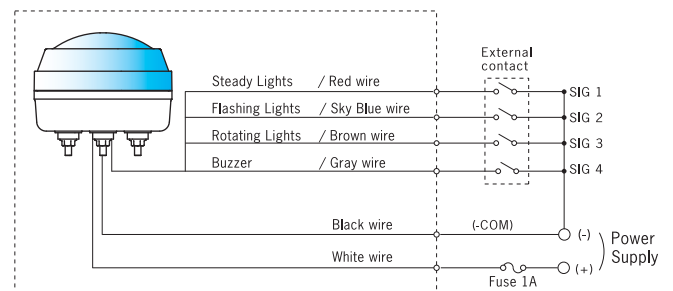 External
contact
Steady Lights / Red wire
SIG 1
Flashing Lights / Sky Blue wire
SIG 2
Rotating Lights / Brown wire
SIG 3
Buzzer / Gray wire
SIG 4
Black wire
(-COM)
(-)
White wire
Fuse 1A
(+)
Power
Supply